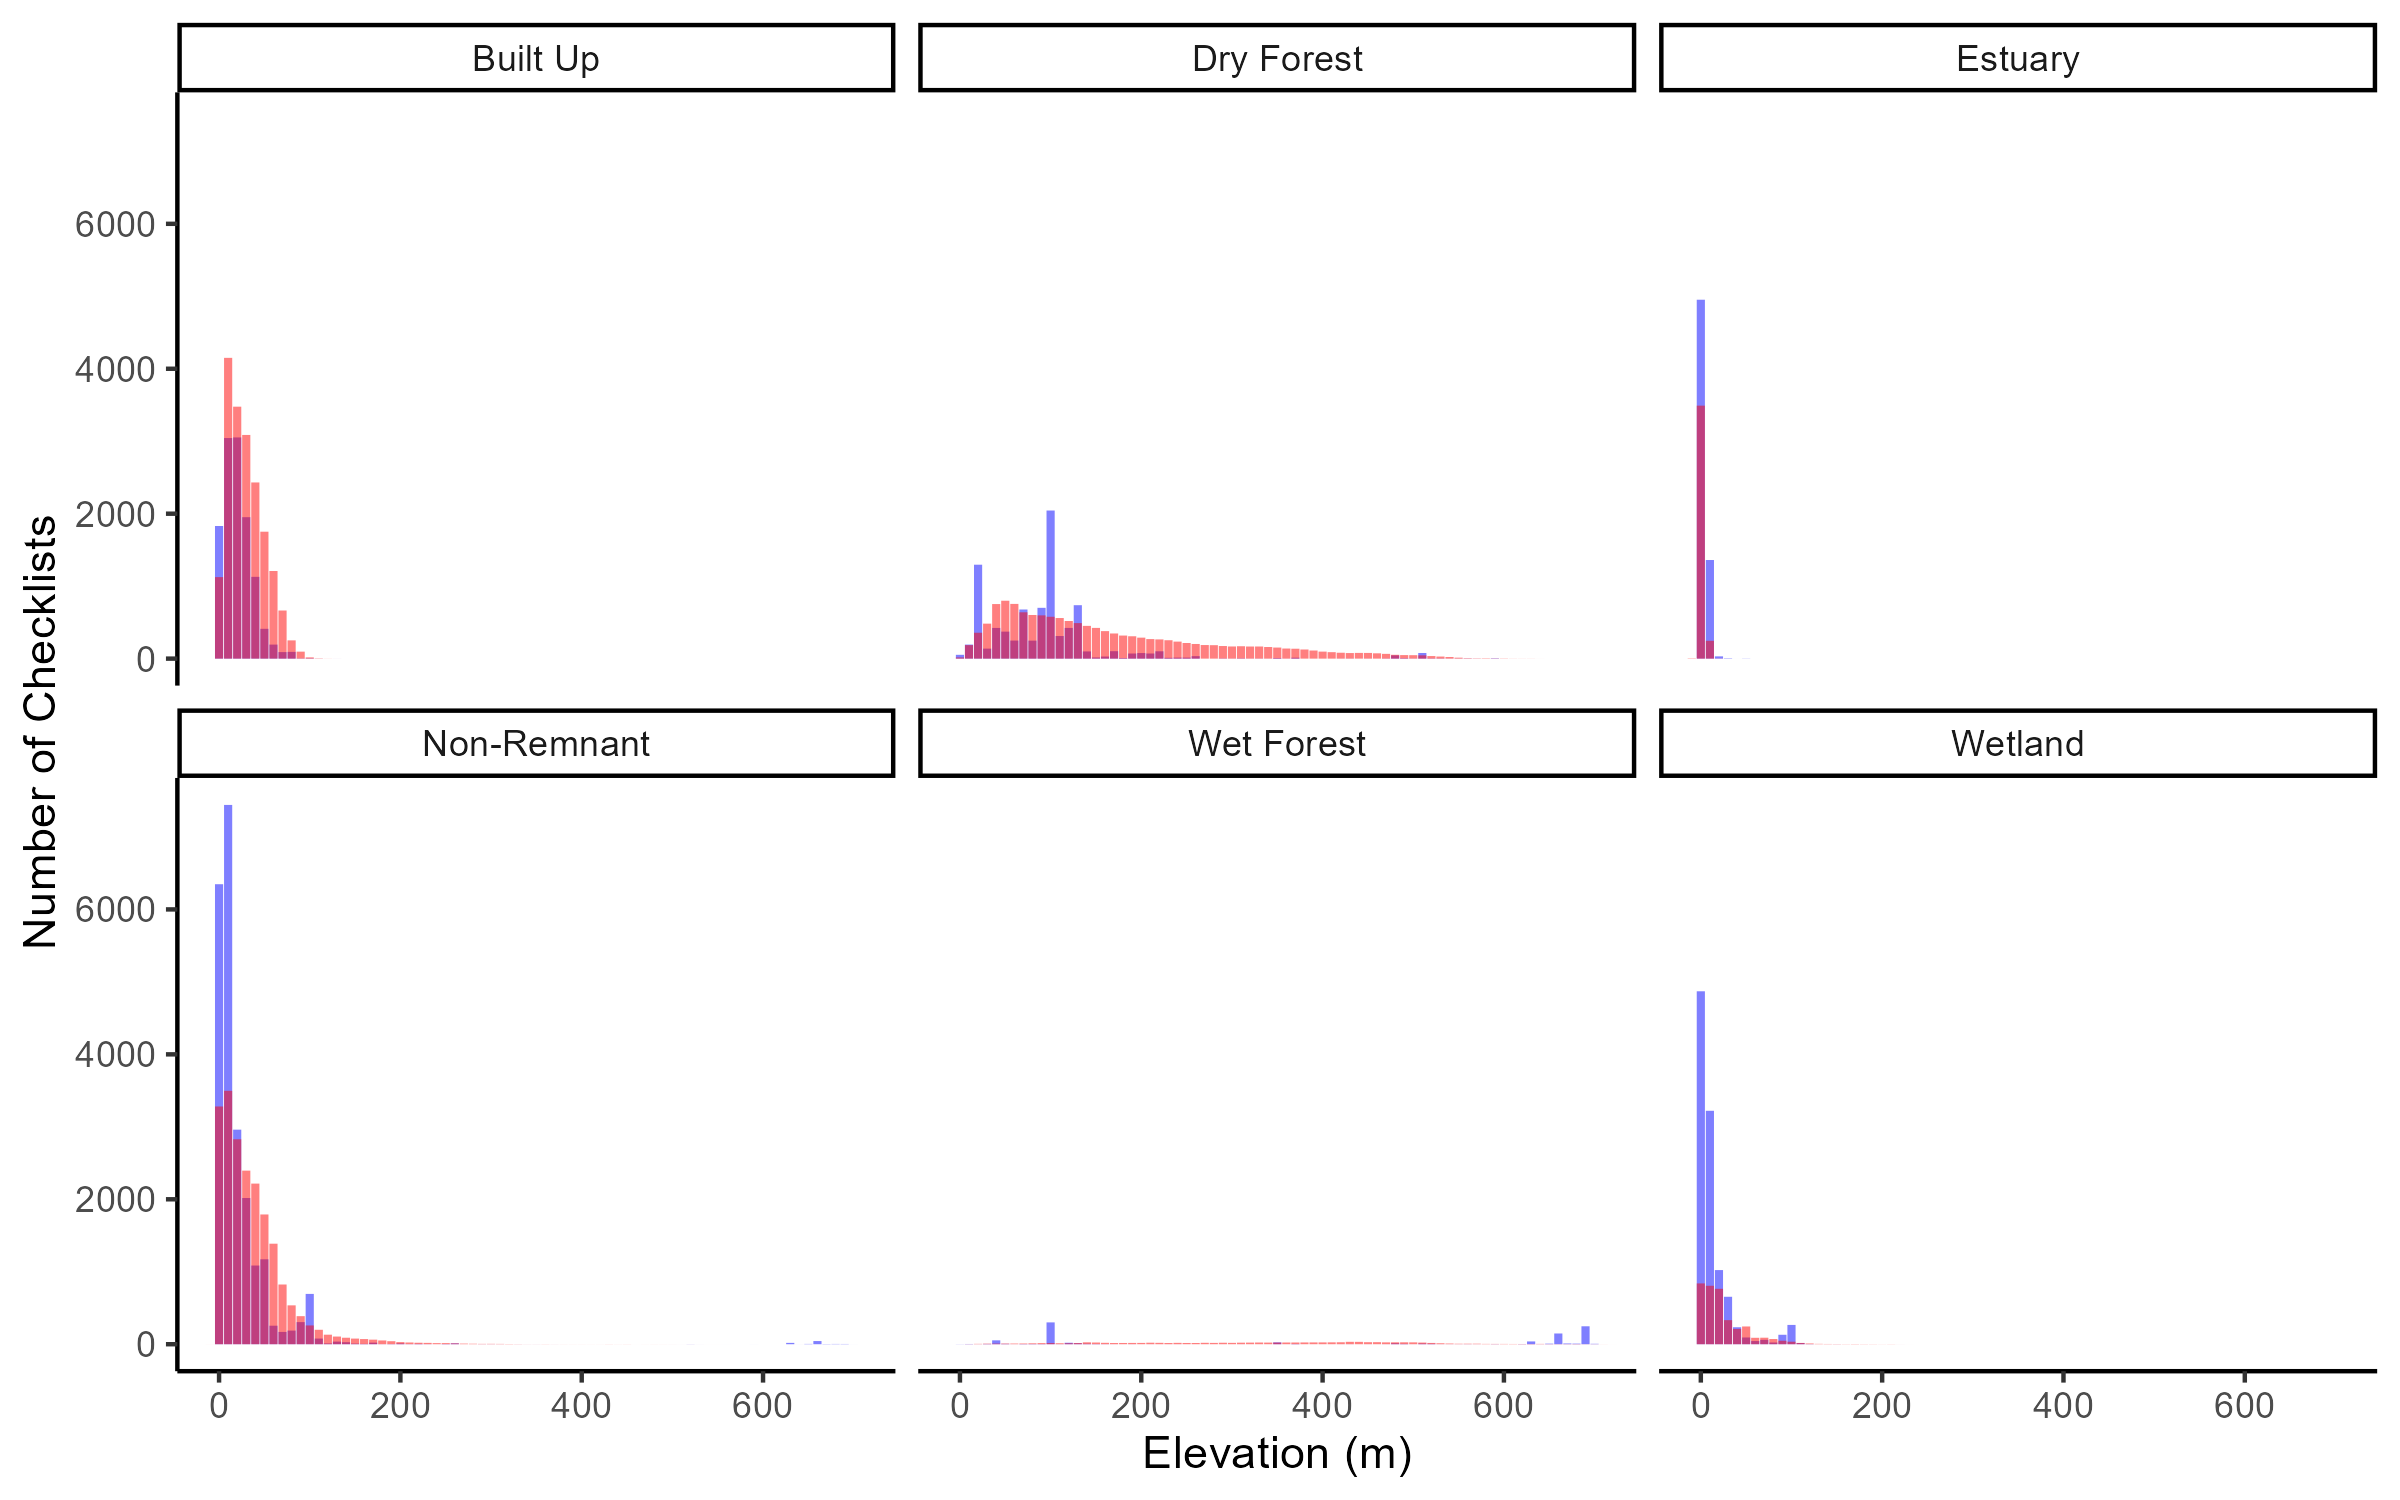 Built Up
Dry Forest
Estuary
6000
4000
2000
0
Non-Remnant
Wet Forest
Wetland
6000
4000
2000
0
0 200 400 600
0 200 400 600
0 200 400 600
Number of Checklists
Elevation (m)